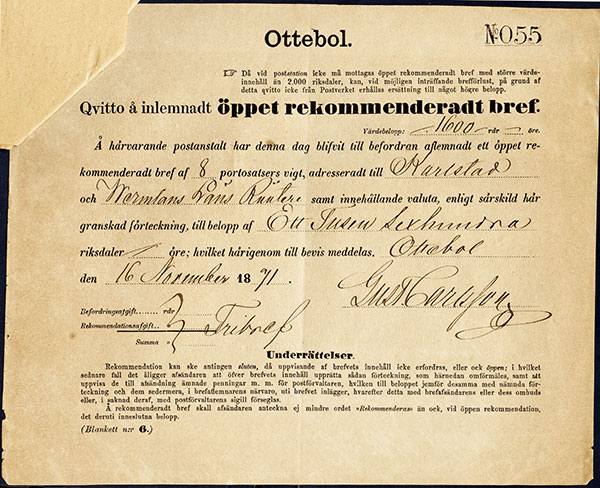 Ottebol.
No 055
☞ Då vid poststation icke må mottagas öppet rekommenderadt bref med större värde-
innehåll än 2,000 riksdaler, kan, vid möjligen inträffande brefförlust, på grund af
detta qvitto icke från Postverket erhållas ersättning till något högre belopp.
Qvitto å inlemnadt öppet rekommenderadt bref.
Värdebelopp: 1600 rdr — öre.
Å härvarande postanstalt har denna dag blifvit till befordran aflemnadt ett öppet re-
kommenderadt bref af 8 portosatsers vigt, adresseradt till Karlstad
och Wermlans Läns Ränteri samt innehållande valuta, enligt särskild här
granskad förteckning, till belopp af Ett Tusen Sexhundra
riksdaler — öre; hvilket härigenom till bevis meddelas. Ottebol
den 16 November 1871.
Gust Carlsson
Befordringsafgift........ rdr
Rekommendationsafgift. Fribref
Summa
Underrättelser.
Rekommendation kan ske antingen sluten, då uppvisande af brefvets innehåll icke erfordras, eller ock öppen; i hvilket
sednare fall det åligger afsändaren att öfver brefvets innehåll upprätta sådan förteckning, som härnedan omförmäles, samt att
uppvisa de till afsändning ämnade penningar m. m. för postförvaltaren, hvilken till beloppet jemför desamma med nämnda för-
teckning och dem sedermera, i brefaflemnarens närvaro, uti brefvet inlägger, hvarefter detta med brefafsändarens eller dess ombuds
eller, i saknad deraf, med postförvaltarens sigill förseglas.
Å rekommenderadt bref skall afsändaren anteckna ej mindre ordet »Rekommenderas» än ock, vid öppen rekommendation,
det deruti inneslutna belopp.
(Blankett n:r 6.)